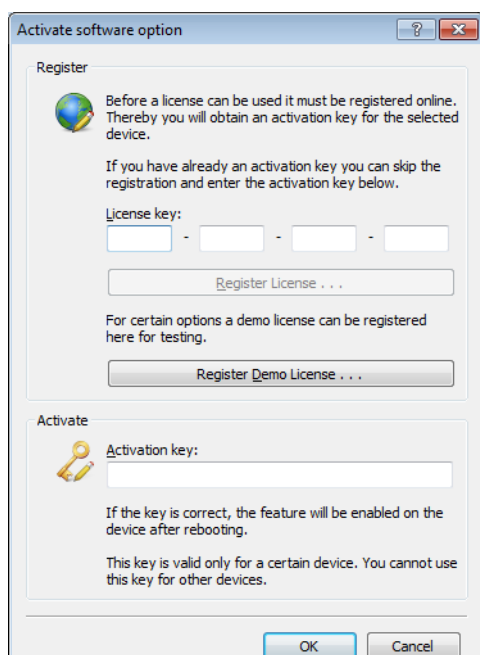 Activate software option
?
Register
Before a license can be used it must be registered online.
Thereby you will obtain an activation key for the selected
device.
If you have already an activation key you can skip the
registration and enter the activation key below.
License key:
- - -
Register License . . .
For certain options a demo license can be registered
here for testing.
Register Demo License . . .
Activate
Activation key:
If the key is correct, the feature will be enabled on the
device after rebooting.
This key is valid only for a certain device. You cannot use
this key for other devices.
OK Cancel